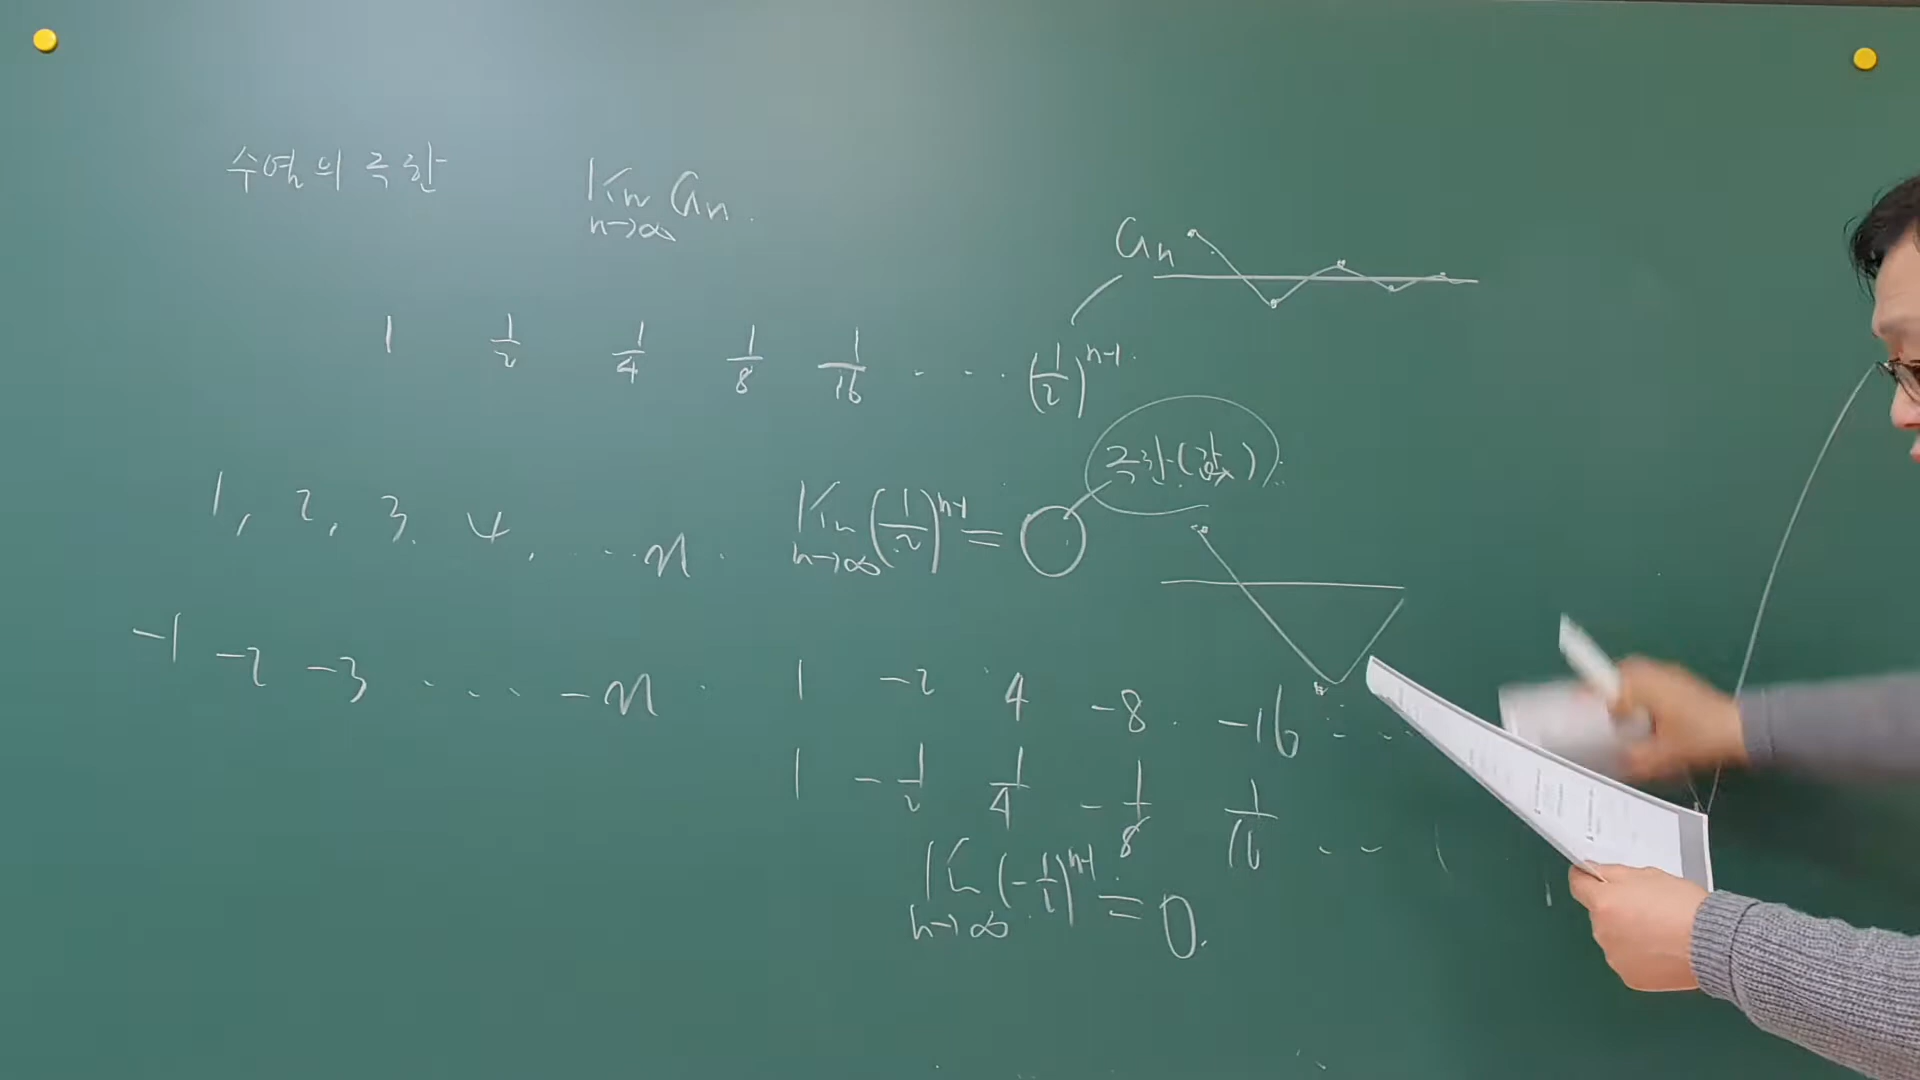 수열의 극한 lim n→∞ an.
an
1 1/2 1/4 1/8 1/16 ... (1/2)^n-1.
극한(값)
1, 2, 3, 4, ... n.
lim n→∞ (1/2)^n-1 = 0
-1 -2 -3 .... -n.
1 -2 4 -8 -16 ...
1 -1/2 1/4 -1/8 1/16 ...
lim n→∞ (-1/2)^n-1 = 0.